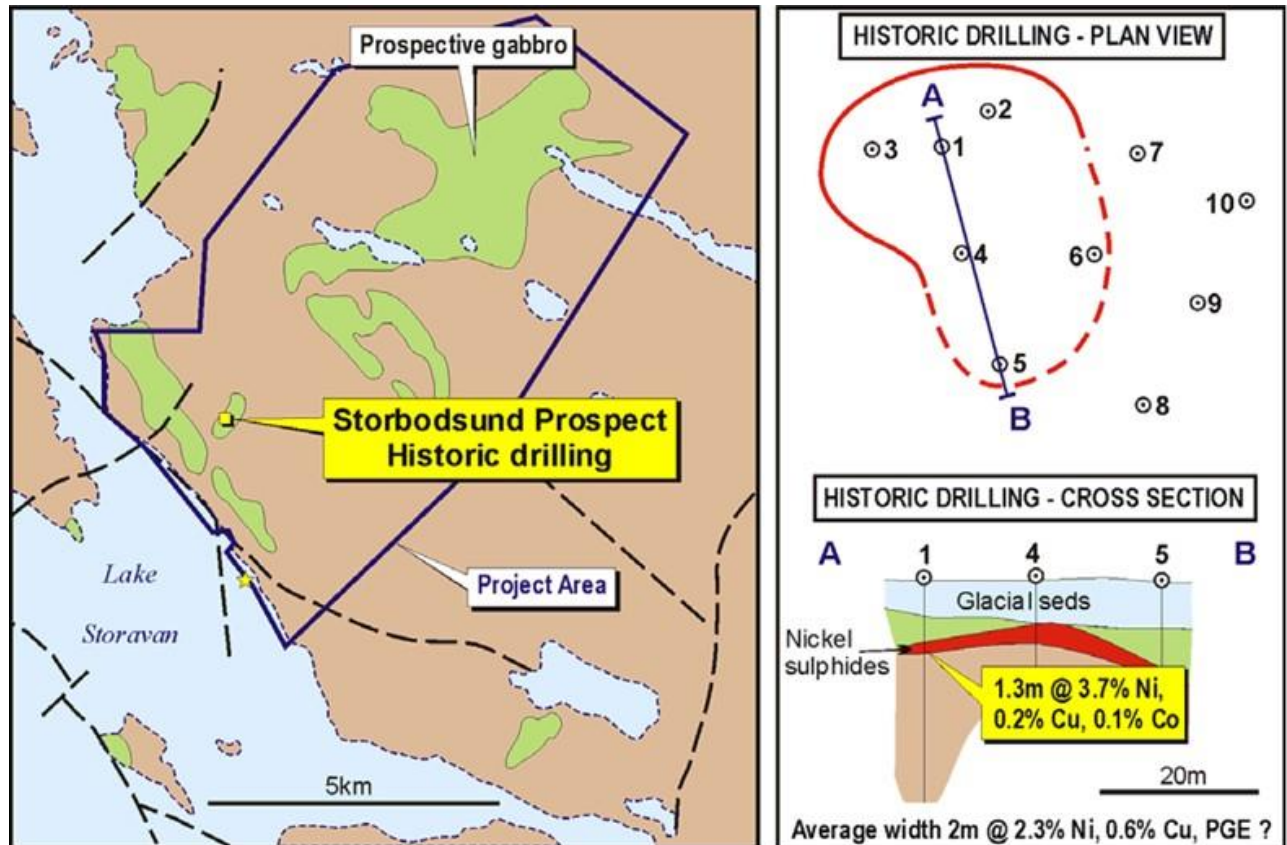 Prospective gabbro
Storbodsund Prospect
Historic drilling
Project Area
Lake
Storavan
5km
HISTORIC DRILLING - PLAN VIEW
A
2
3
1
7
10
4
6
9
5
B
8
HISTORIC DRILLING - CROSS SECTION
A 1 4 5 B
Glacial seds
Nickel
sulphides
1.3m @ 3.7% Ni,
0.2% Cu, 0.1% Co
20m
Average width 2m @ 2.3% Ni, 0.6% Cu, PGE ?